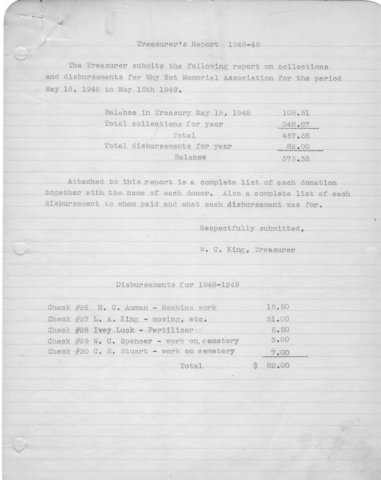 Treasurer's Report 1948-49
The Treasurer submits the following report on collections
and disbursements for Why Not Memorial Association for the period
May 16, 1948 to May 15th 1949.
Balance in Treasury May 18, 1948 108.51
Total collections for year 348.87
Total 457.38
Total disbursements for year 82.00
Balance 375.38
Attached to this report is a complete list of each donation
together with the name of each donor. Also a complete list of each
disbursement to whom paid and what each disbursment was for.
Respectfully submitted,
W. C. King, Treasurer
Disbursements for 1948-1949
Check #26 H. C. Auman - Machine work 15.50
Check #27 L. A. King - mowing, etc. 51.00
Check #28 Ivey Luck - Fertilizer 5.50
Check #29 W. C. Spencer - work on cemetery 3.00
Check #30 C. H. Stuart - work on cemetery 7.00
Total $ 82.00